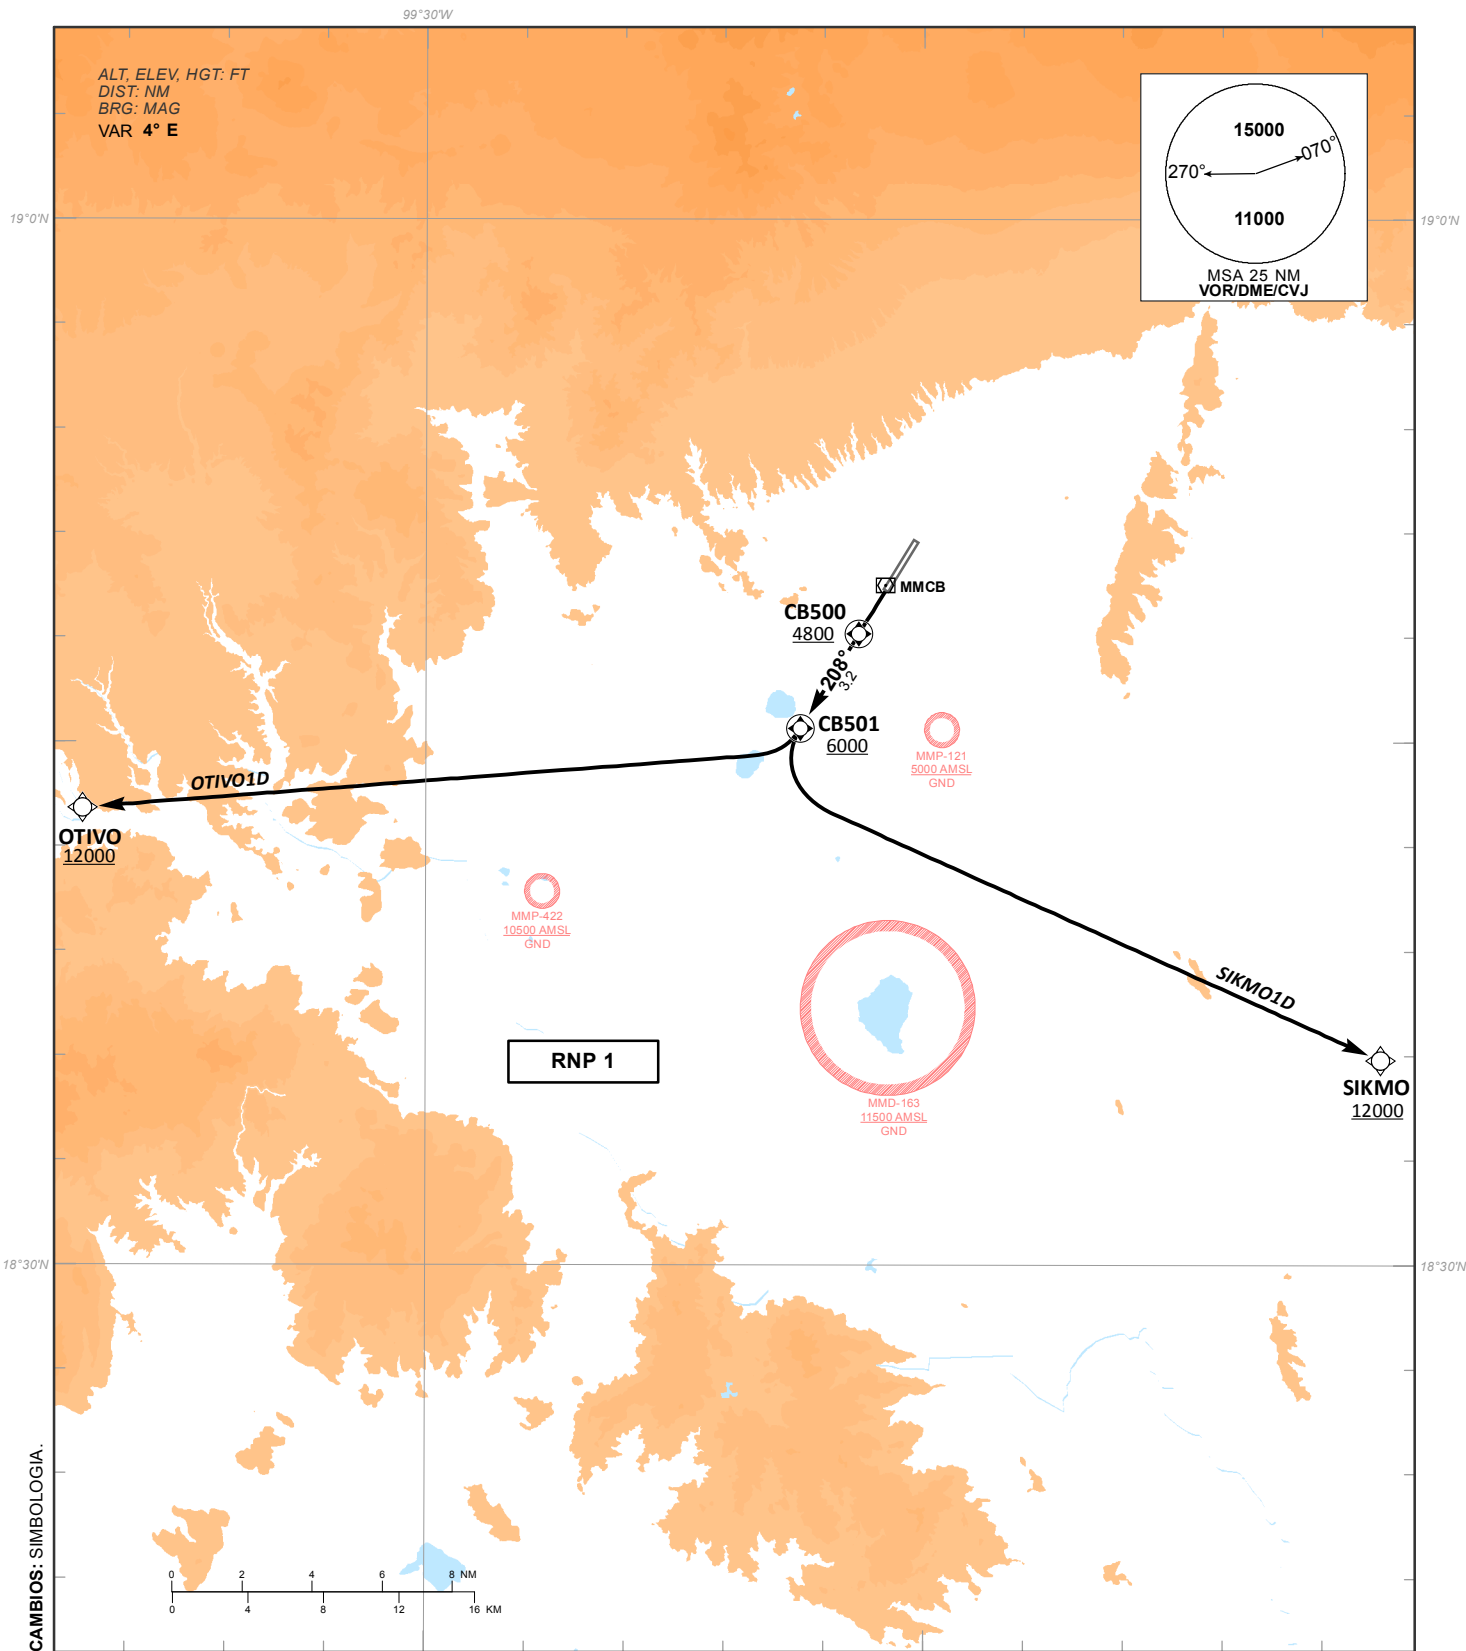 99°30'W
ALT, ELEV, HGT: FT
DIST: NM
BRG: MAG
VAR 4° E
15000
070°
270°
11000
MSA 25 NM
VOR/DME/CVJ
19°0'N
19°0'N
MMCB
CB500
4800
208°
3.2
CB501
6000
MMP-121
5000 AMSL
GND
OTIVO1D
OTIVO
12000
MMP-422
10500 AMSL
GND
SIKMO1D
RNP 1
SIKMO
12000
MMD-163
11500 AMSL
GND
18°30'N
18°30'N
CAMBIOS: SIMBOLOGIA.
0 2 4 6 8 NM
0 4 8 12 16 KM